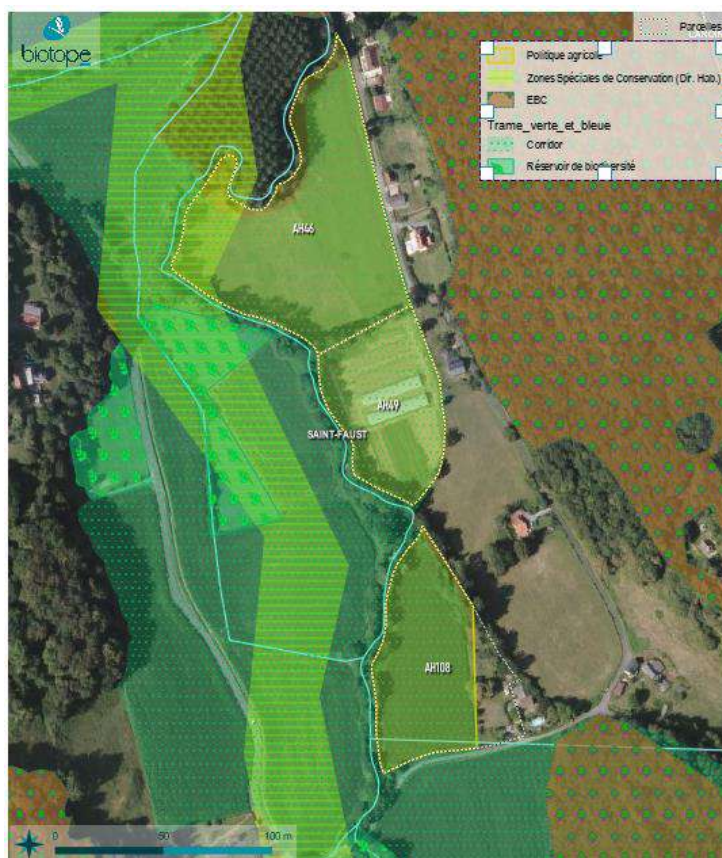 biotope
Parcelles
Politique agricole
Zones Spéciales de Conservation (Dir. Hab.)
EBC
Trame_verte_et_bleue
Corridor
Réservoir de biodiversité
AH46
AH49
SAINT-FAUST
AH108
0 50 100 m